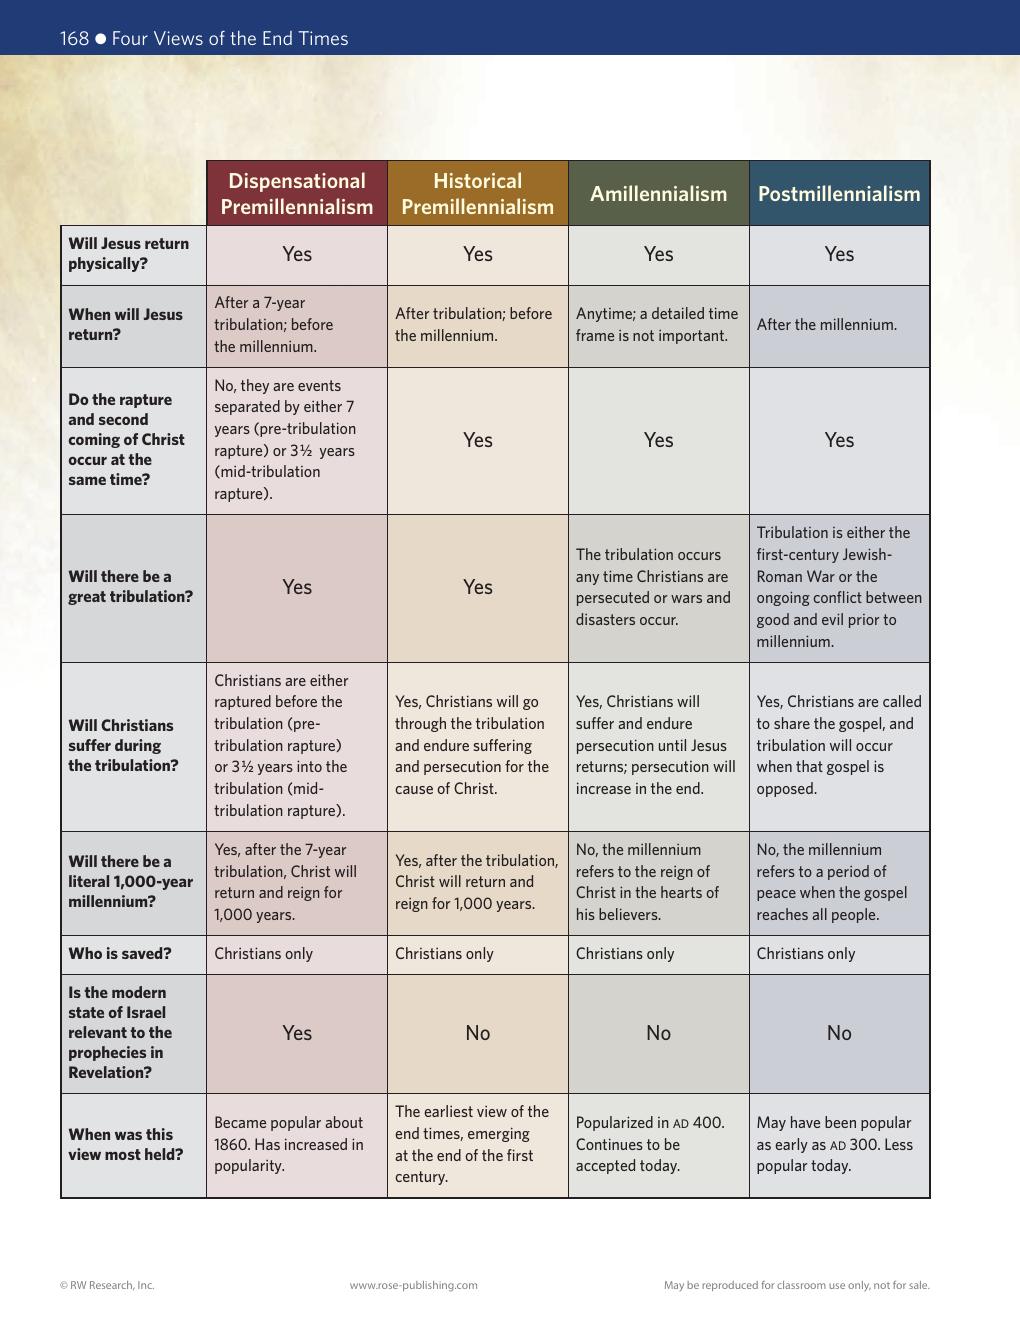 168 ● Four Views of the End Times
Dispensational
Premillennialism
Historical
Premillennialism
Amillennialism
Postmillennialism
Will Jesus return
physically?
Yes
Yes
Yes
Yes
When will Jesus
return?
After a 7-year
tribulation; before
the millennium.
After tribulation; before
the millennium.
Anytime; a detailed time
frame is not important.
After the millennium.
Do the rapture
and second
coming of Christ
occur at the
same time?
No, they are events
separated by either 7
years (pre-tribulation
rapture) or 3½ years
(mid-tribulation
rapture).
Yes
Yes
Yes
Will there be a
great tribulation?
Yes
Yes
The tribulation occurs
any time Christians are
persecuted or wars and
disasters occur.
Tribulation is either the
first-century Jewish-
Roman War or the
ongoing conflict between
good and evil prior to
millennium.
Will Christians
suffer during
the tribulation?
Christians are either
raptured before the
tribulation (pre-
tribulation rapture)
or 3½ years into the
tribulation (mid-
tribulation rapture).
Yes, Christians will go
through the tribulation
and endure suffering
and persecution for the
cause of Christ.
Yes, Christians will
suffer and endure
persecution until Jesus
returns; persecution will
increase in the end.
Yes, Christians are called
to share the gospel, and
tribulation will occur
when that gospel is
opposed.
Will there be a
literal 1,000-year
millennium?
Yes, after the 7-year
tribulation, Christ will
return and reign for
1,000 years.
Yes, after the tribulation,
Christ will return and
reign for 1,000 years.
No, the millennium
refers to the reign of
Christ in the hearts of
his believers.
No, the millennium
refers to a period of
peace when the gospel
reaches all people.
Who is saved?
Christians only
Christians only
Christians only
Christians only
Is the modern
state of Israel
relevant to the
prophecies in
Revelation?
Yes
No
No
No
When was this
view most held?
Became popular about
1860. Has increased in
popularity.
The earliest view of the
end times, emerging
at the end of the first
century.
Popularized in AD 400.
Continues to be
accepted today.
May have been popular
as early as AD 300. Less
popular today.
© RW Research, Inc.
www.rose-publishing.com
May be reproduced for classroom use only, not for sale.